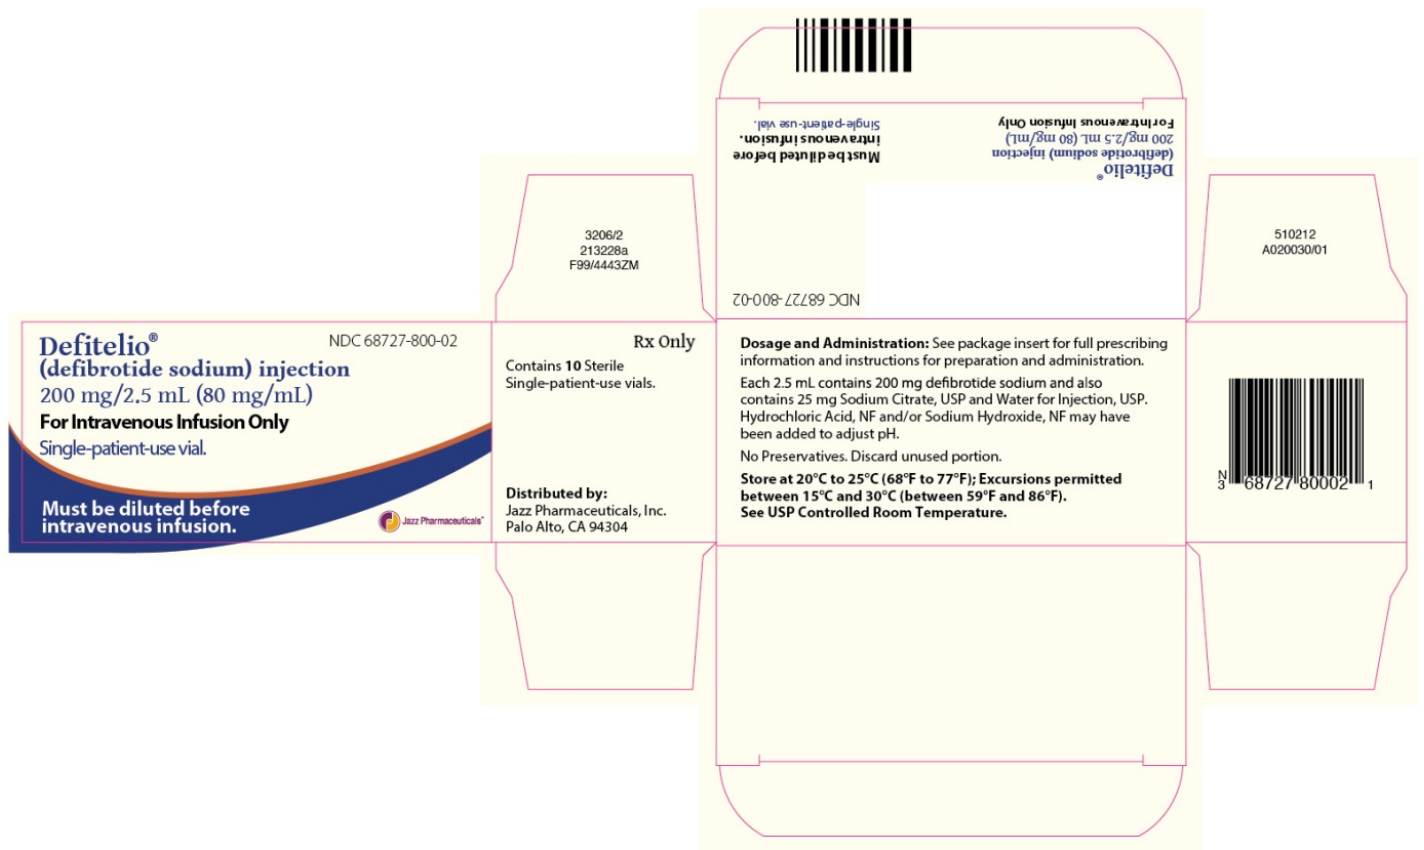 Must be diluted before
intravenous infusion.
Single-patient-use vial.
Defitelio®
(defibrotide sodium) injection
200 mg/2.5 mL (80 mg/mL)
For Intravenous Infusion Only
NDC 68727-800-02
3206/2
213228a
F99/4443ZM
510212
A020030/01
Defitelio®
NDC 68727-800-02
(defibrotide sodium) injection
200 mg/2.5 mL (80 mg/mL)
For Intravenous Infusion Only
Single-patient-use vial.
Must be diluted before
intravenous infusion.
Jazz Pharmaceuticals
Rx Only
Contains 10 Sterile
Single-patient-use vials.
Distributed by:
Jazz Pharmaceuticals, Inc.
Palo Alto, CA 94304
Dosage and Administration: See package insert for full prescribing
information and instructions for preparation and administration.
Each 2.5 mL contains 200 mg defibrotide sodium and also
contains 25 mg Sodium Citrate, USP and Water for Injection, USP.
Hydrochloric Acid, NF and/or Sodium Hydroxide, NF may have
been added to adjust pH.
No Preservatives. Discard unused portion.
Store at 20°C to 25°C (68°F to 77°F); Excursions permitted
between 15°C and 30°C (between 59°F and 86°F).
See USP Controlled Room Temperature.
N
3 68727 80002 1